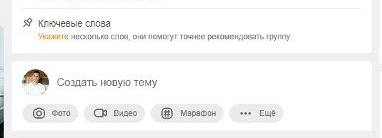 Ключевые слова
Укажите несколько слов, они помогут точнее рекомендовать группу
Создать новую тему
Фото Видео Марафон Ещё